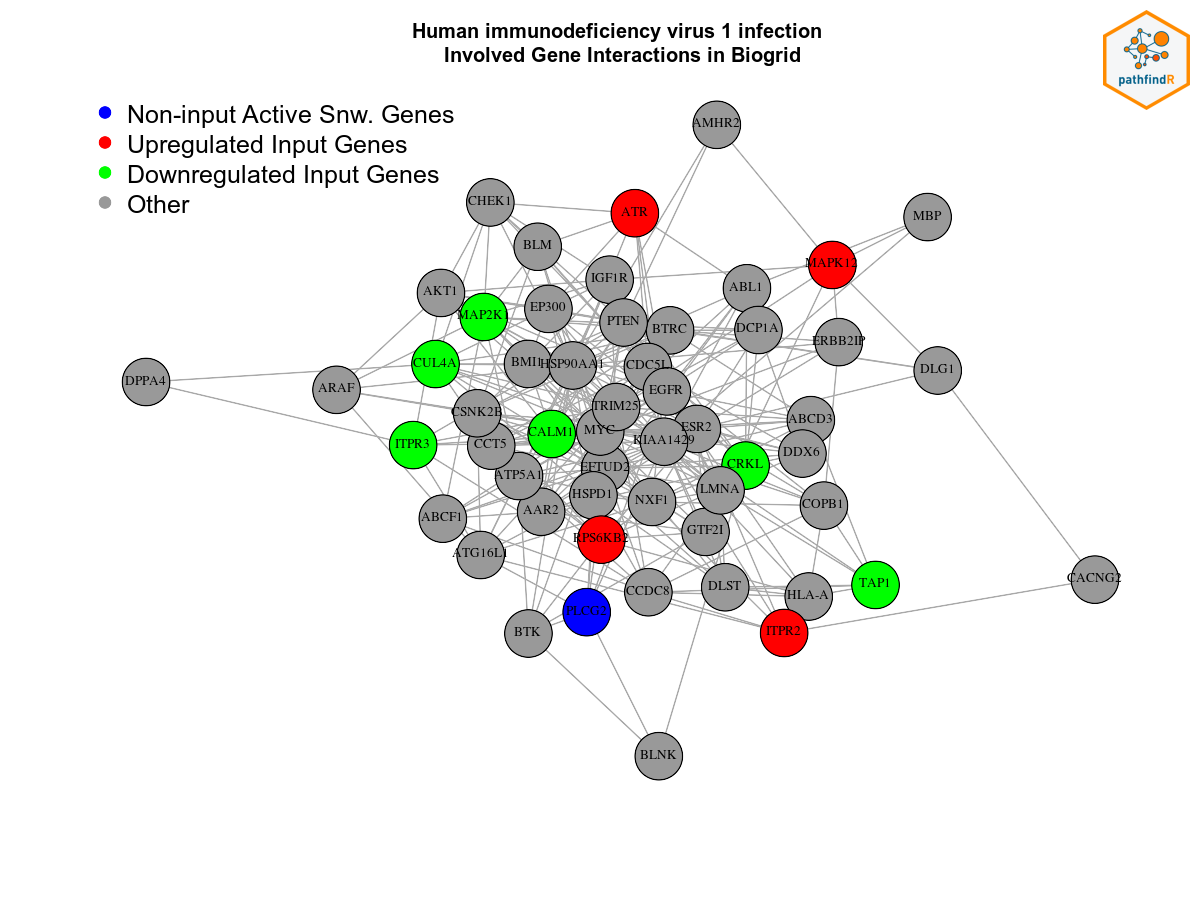 Human immunodeficiency virus 1 infection
Involved Gene Interactions in Biogrid
pathfindR
Non-input Active Snw. Genes
Upregulated Input Genes
Downregulated Input Genes
Other
AMHR2
CHEK1
ATR
MBP
BLM
MAPK12
IGF1R
ABL1
AKT1
EP300
MAP2K1
PTEN
BTRC
DCP1A
ERBB2IP
CUL4A
BMI1
HSP90AA1
CDC5L
DLG1
DPPA4
ARAF
EGFR
TRIM25
CSNK2B
ABCD3
ITPR3
CCT5
CALM1
MYC
ESR2
KIAA1429
DDX6
CRKL
EFTUD2
ATP5A1
LMNA
HSPD1
NXF1
COPB1
ABCF1
AAR2
GTF2I
RPS6KB2
ATG16L1
CACNG2
TAP1
DLST
CCDC8
HLA-A
PLCG2
BTK
ITPR2
BLNK